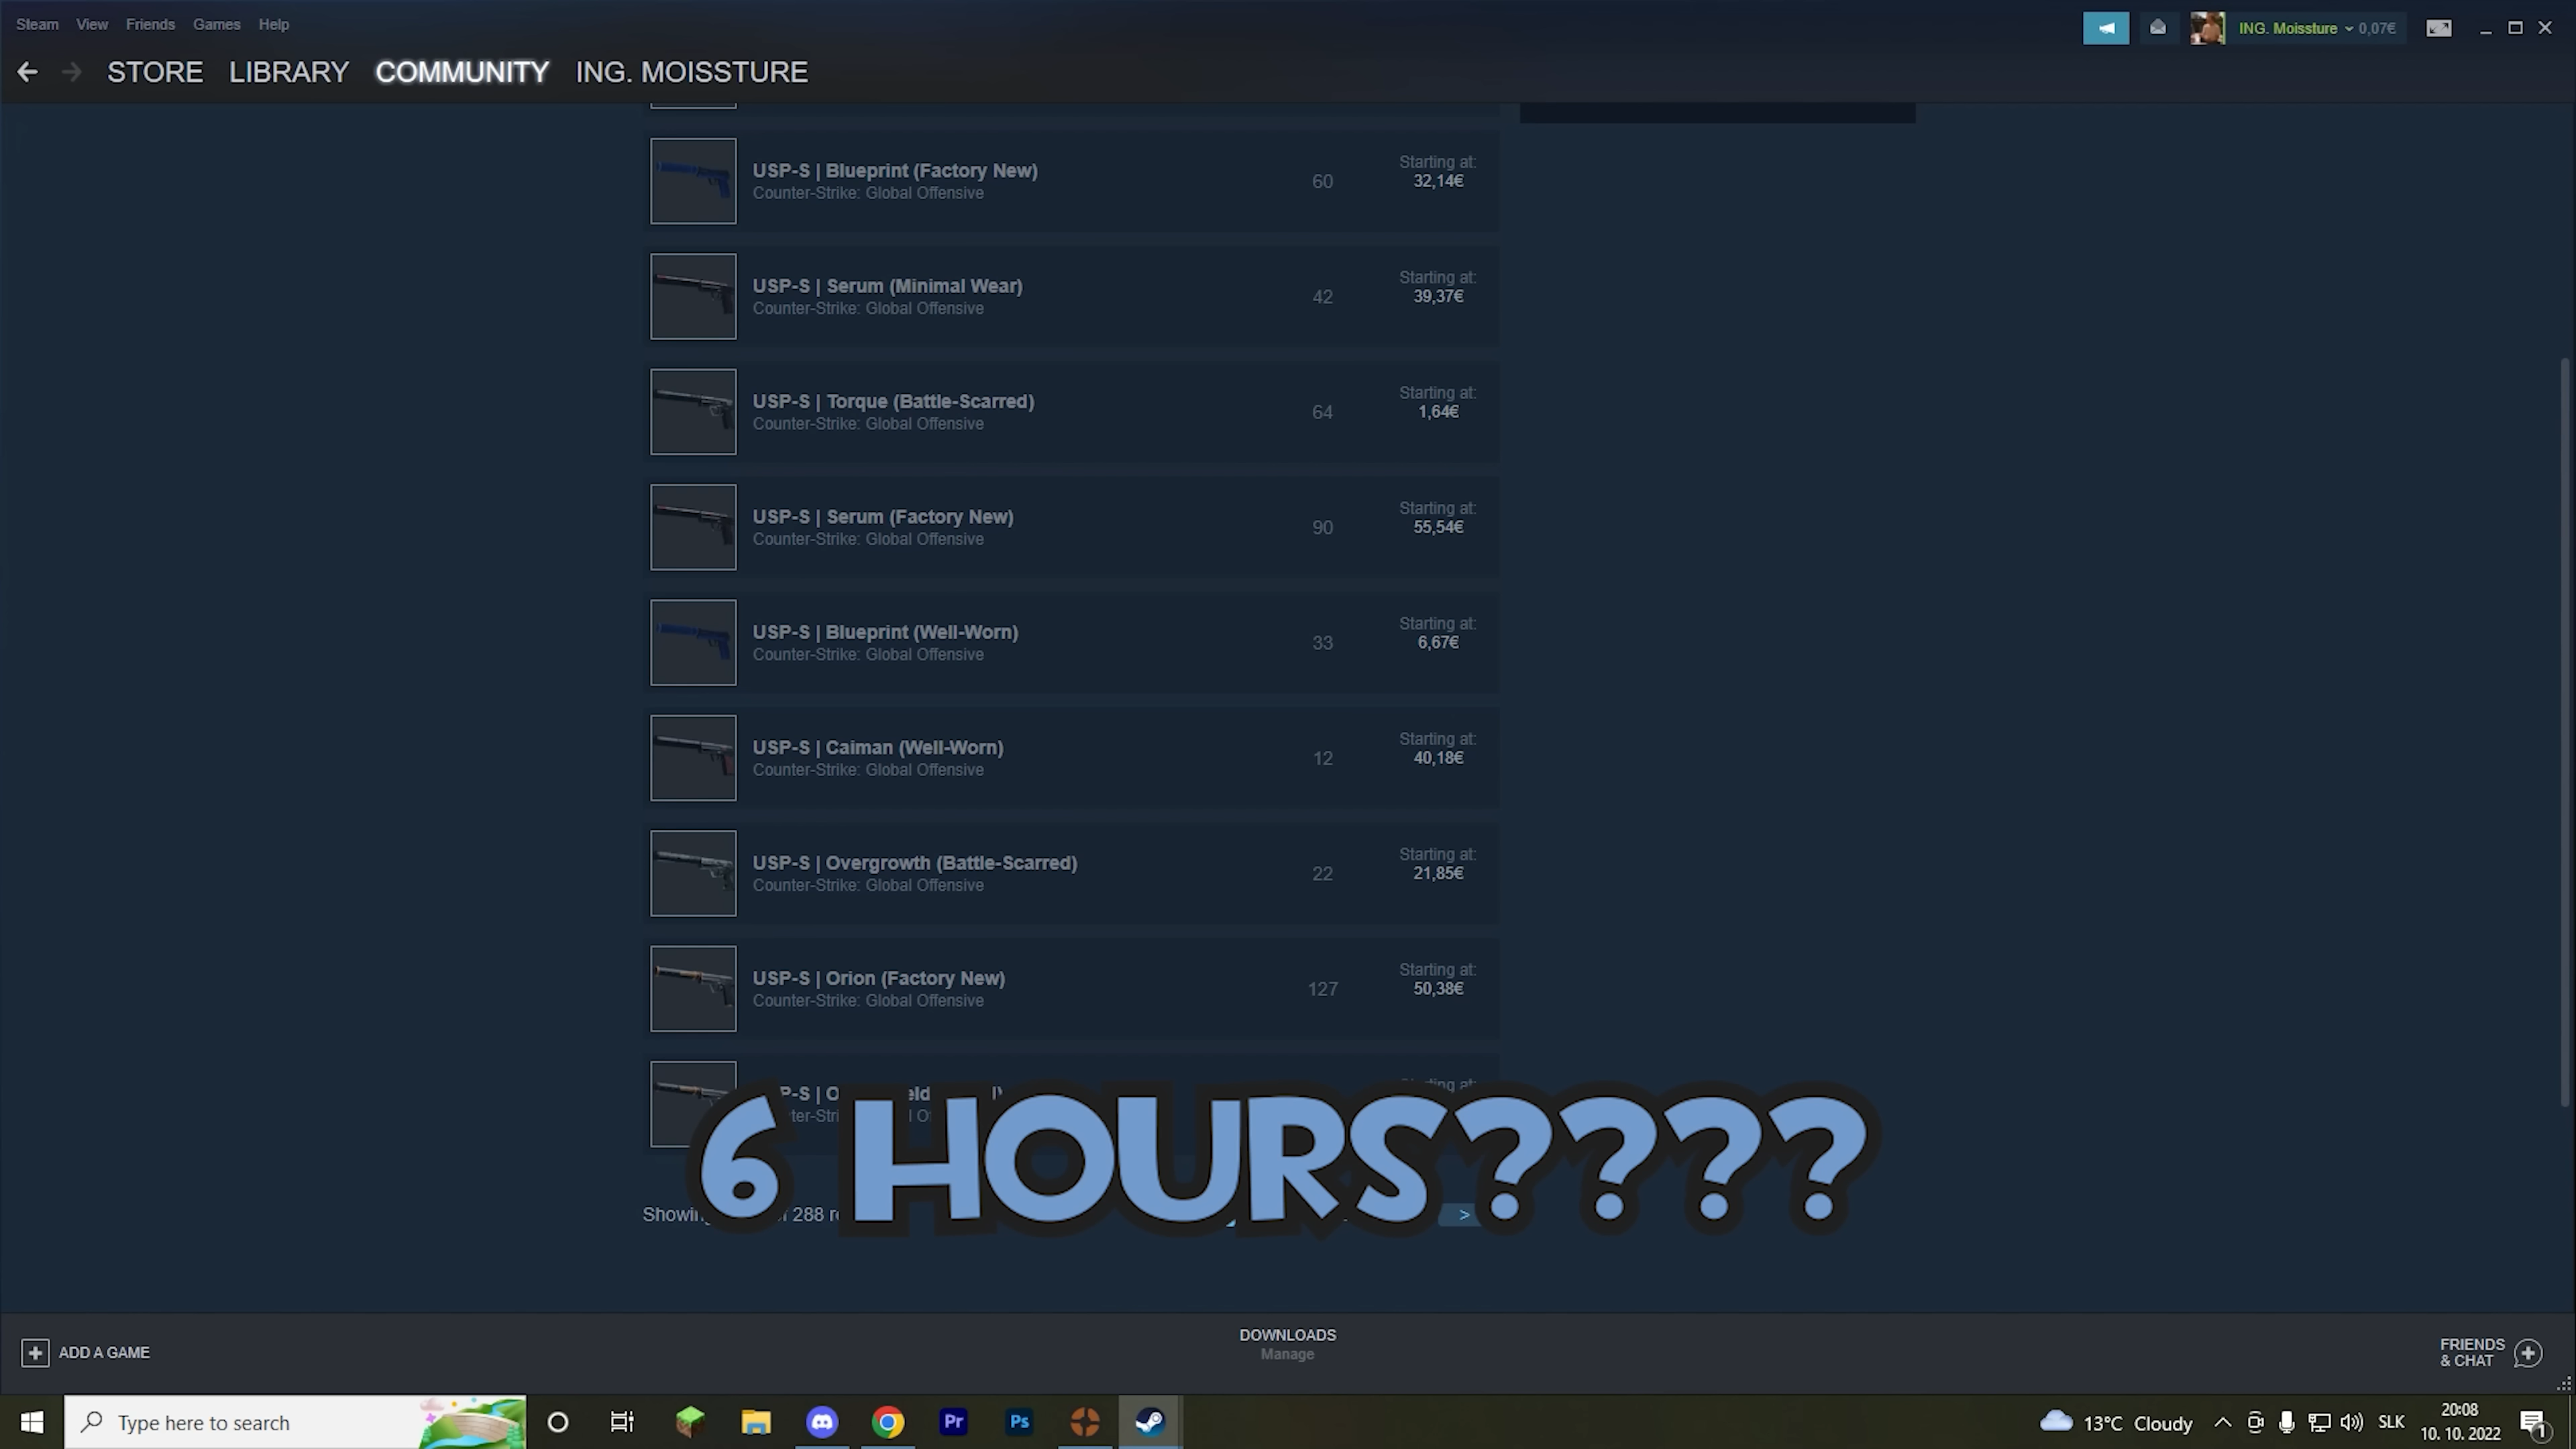 Steam View Friends Games Help
ING. Moissture 0,07€
STORE LIBRARY COMMUNITY ING. MOISSTURE
USP-S | Blueprint (Factory New)
Counter-Strike: Global Offensive
60
Starting at:
32,14€
USP-S | Serum (Minimal Wear)
Counter-Strike: Global Offensive
42
Starting at:
39,37€
USP-S | Torque (Battle-Scarred)
Counter-Strike: Global Offensive
64
Starting at:
1,64€
USP-S | Serum (Factory New)
Counter-Strike: Global Offensive
90
Starting at:
55,54€
USP-S | Blueprint (Well-Worn)
Counter-Strike: Global Offensive
33
Starting at:
6,67€
USP-S | Caiman (Well-Worn)
Counter-Strike: Global Offensive
12
Starting at:
40,18€
USP-S | Overgrowth (Battle-Scarred)
Counter-Strike: Global Offensive
22
Starting at:
21,85€
USP-S | Orion (Factory New)
Counter-Strike: Global Offensive
127
Starting at:
50,38€
6 HOURS????
288
>
ADD A GAME
DOWNLOADS
Manage
FRIENDS
& CHAT
Type here to search
Pr
Ps
13°C Cloudy
SLK
20:08
10. 10. 2022
1